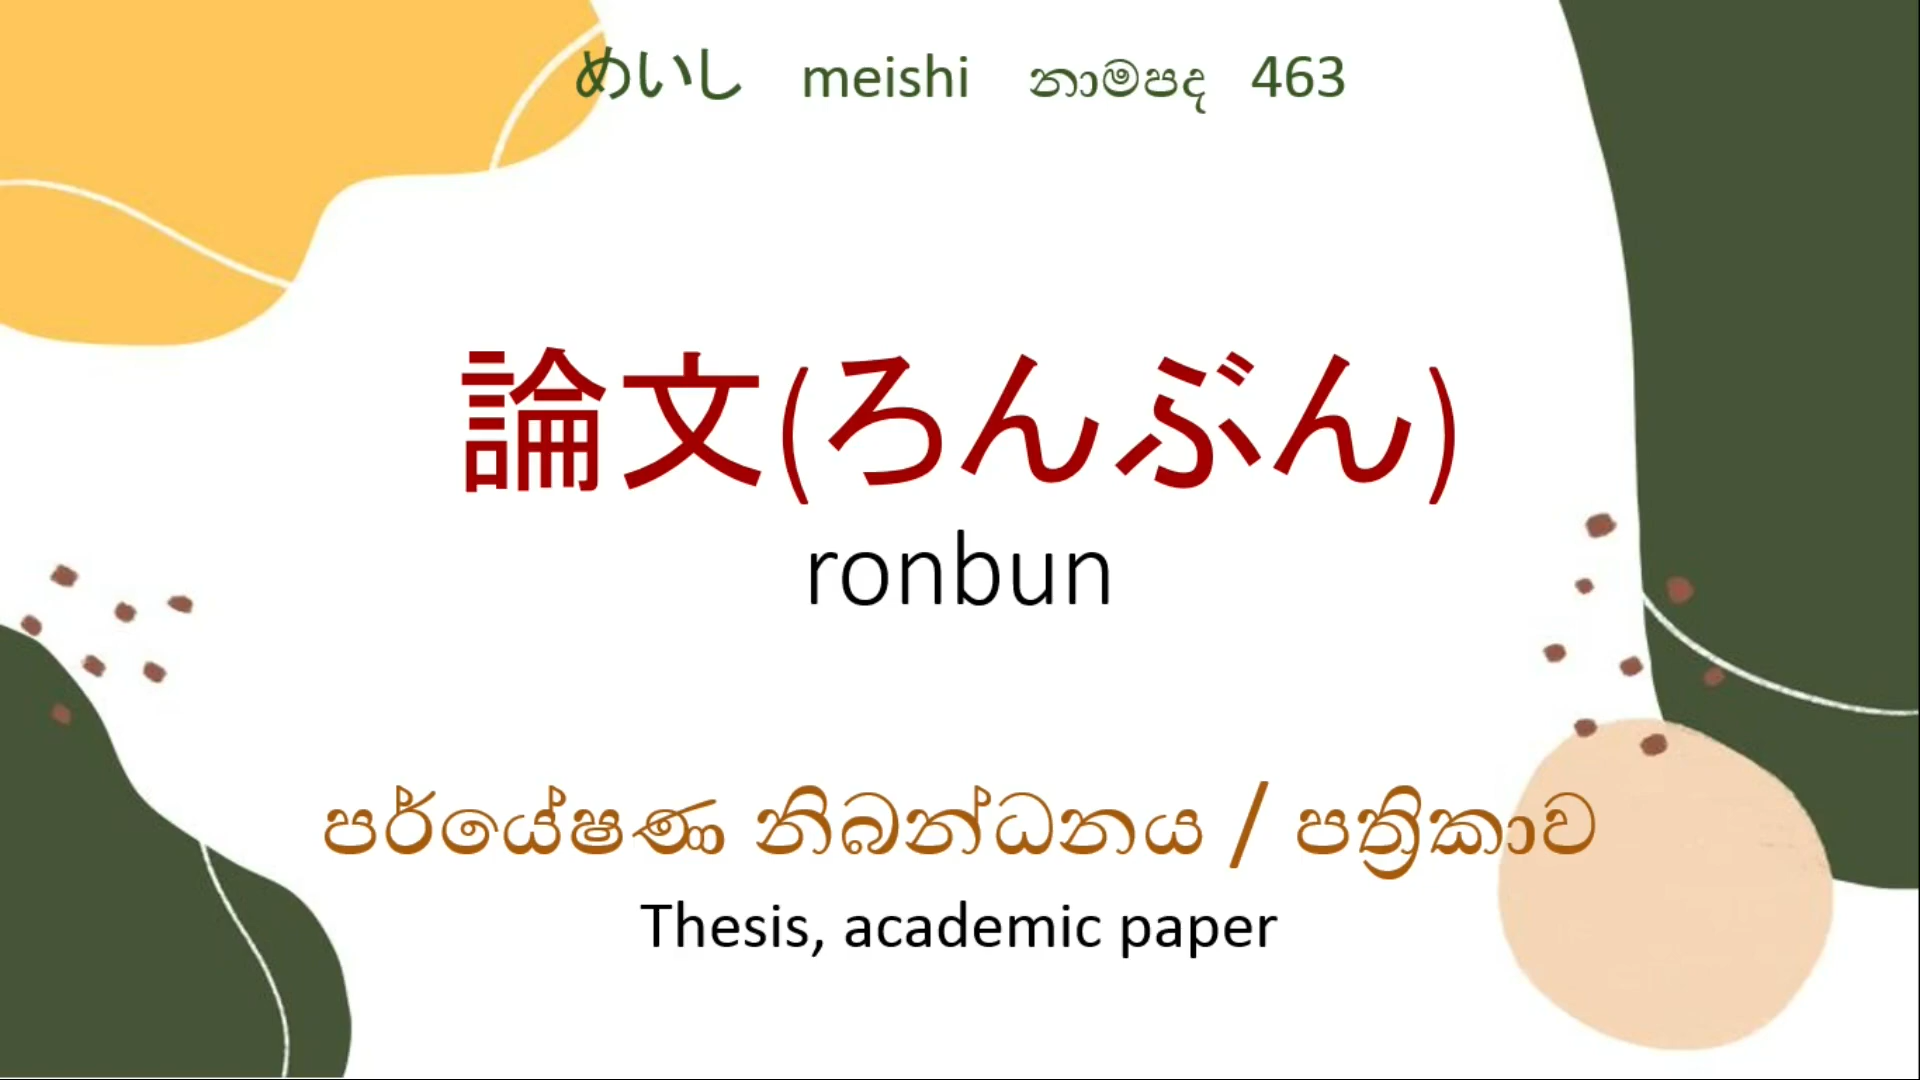 めいし meishi නාමපද 463
論文(ろんぶん)
ronbun
පර්යේෂණ නිබන්ධනය / පත්‍රිකාව
Thesis, academic paper